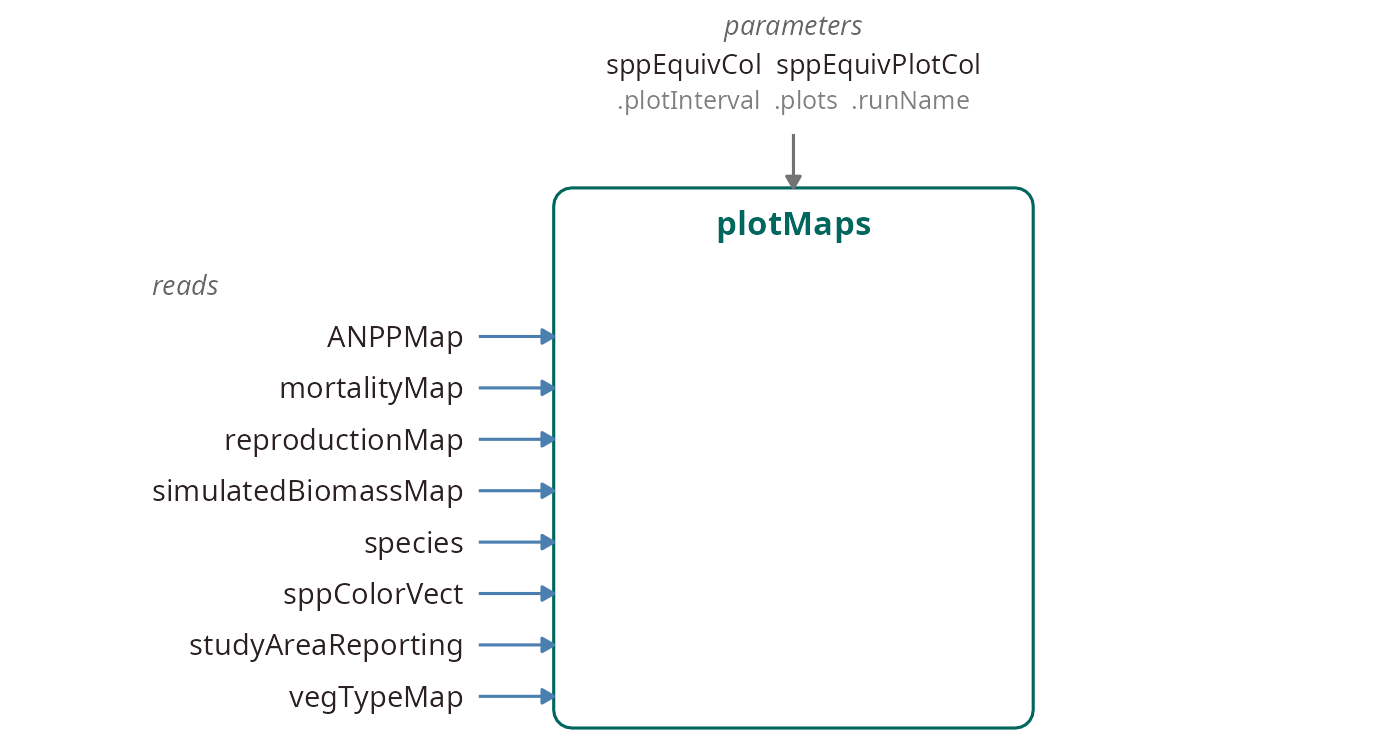 parameters
sppEquivCol sppEquivPlotCol
.plotInterval .plots .runName
plotMaps
reads
ANPPMap
mortalityMap
reproductionMap
simulatedBiomassMap
species
sppColorVect
studyAreaReporting
vegTypeMap